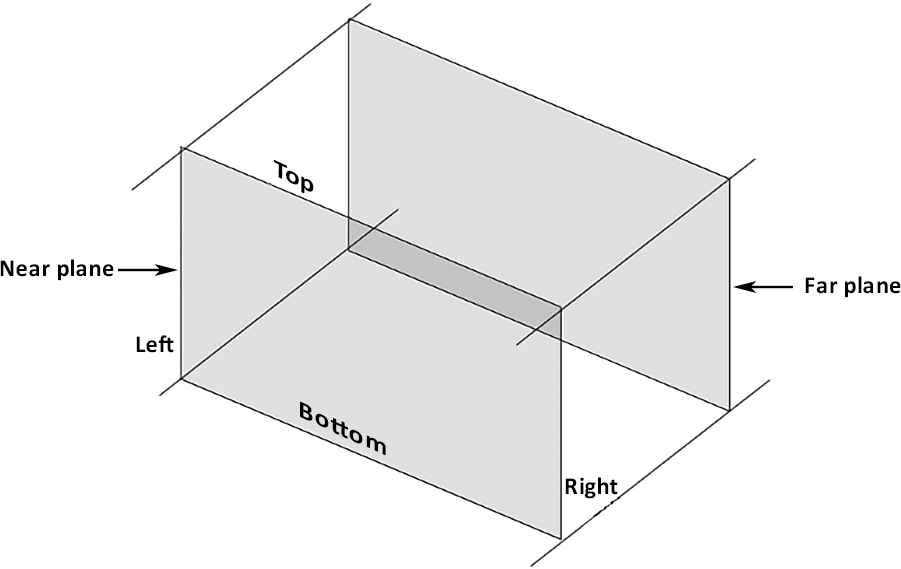 Top
Near plane
Far plane
Left
Bottom
Right